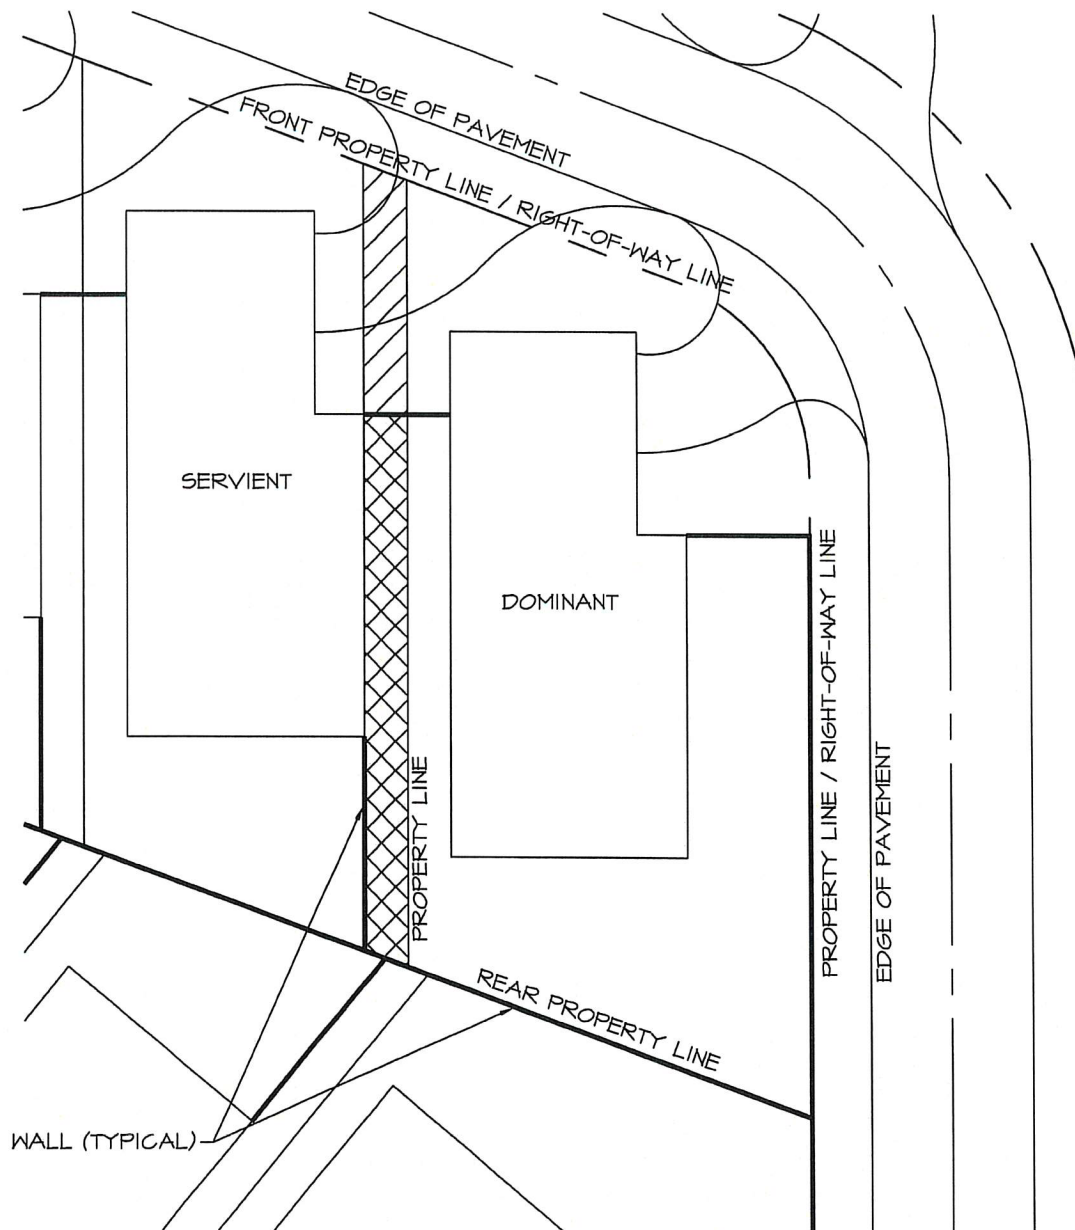 EDGE OF PAVEMENT
FRONT PROPERTY LINE / RIGHT-OF-WAY LINE
SERVIENT
DOMINANT
PROPERTY LINE
PROPERTY LINE / RIGHT-OF-WAY LINE
EDGE OF PAVEMENT
REAR PROPERTY LINE
WALL (TYPICAL)